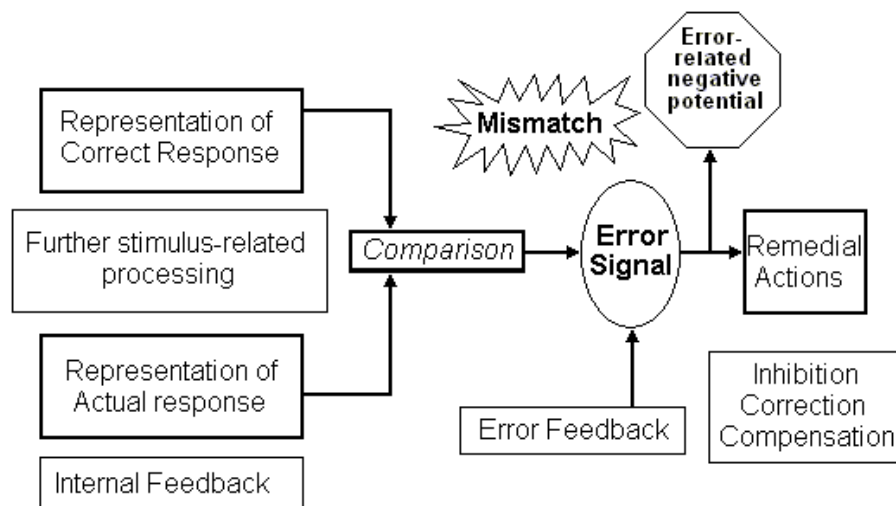 Error-
related
negative
potential
Mismatch
Representation of
Correct Response
Further stimulus-related
processing
Comparison
Error
Signal
Remedial
Actions
Representation of
Actual response
Error Feedback
Inhibition
Correction
Compensation
Internal Feedback